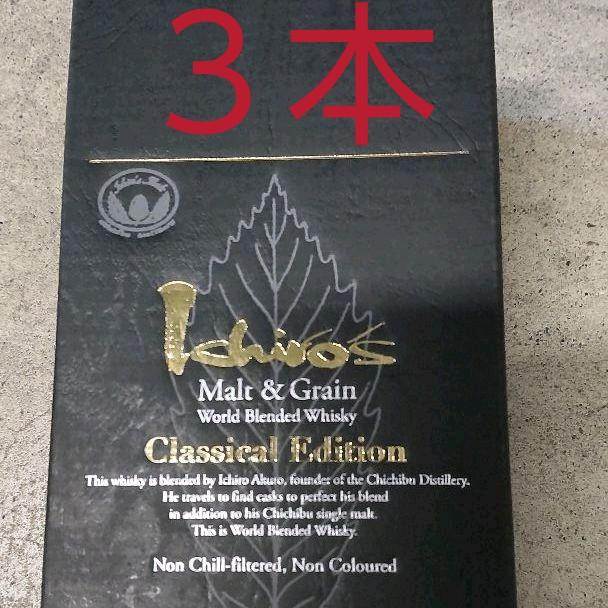 3本
Ichiro's
Malt & Grain
World Blended Whisky
Classical Edition
This whisky is blended by Ichiro Akuto, founder of the Chichibu Distillery.
He travels to find casks to perfect his blend
in addition to his Chichibu single malt.
This is World Blended Whisky.
Non Chill-filtered, Non Coloured